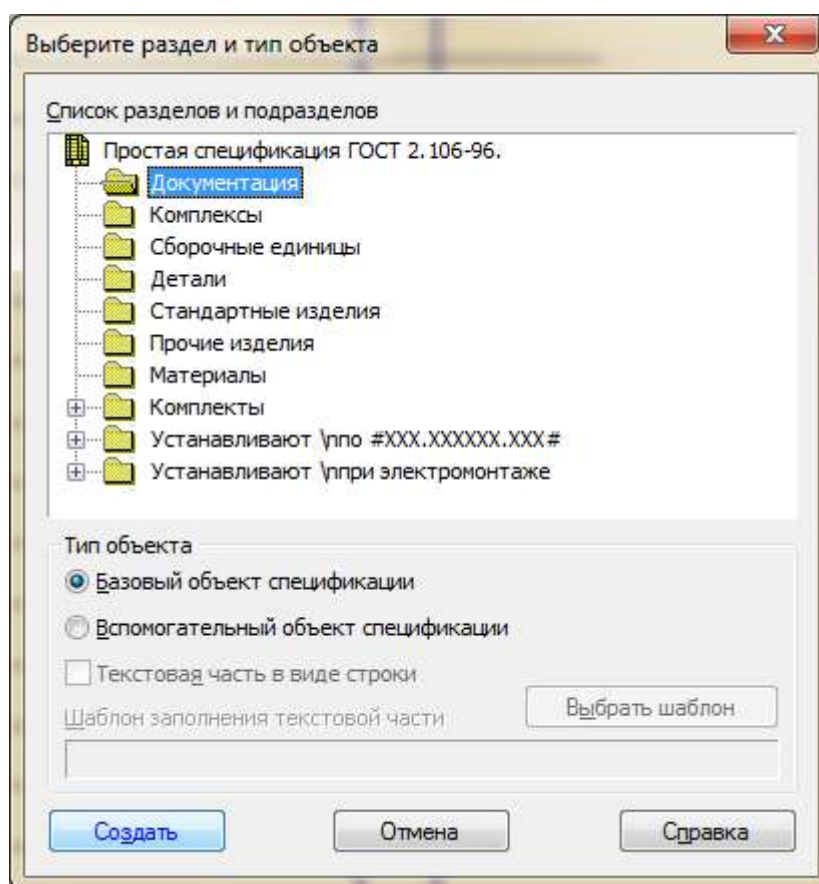 Выберите раздел и тип объекта
Список разделов и подразделов
Простая спецификация ГОСТ 2.106-96.
Документация
Комплексы
Сборочные единицы
Детали
Стандартные изделия
Прочие изделия
Материалы
Комплекты
Устанавливают \nпо #XXX.XXXXXX.XXX#
Устанавливают \nпри электромонтаже
Тип объекта
Базовый объект спецификации
Вспомогательный объект спецификации
Текстовая часть в виде строки
Шаблон заполнения текстовой части
Выбрать шаблон
Создать Отмена Справка